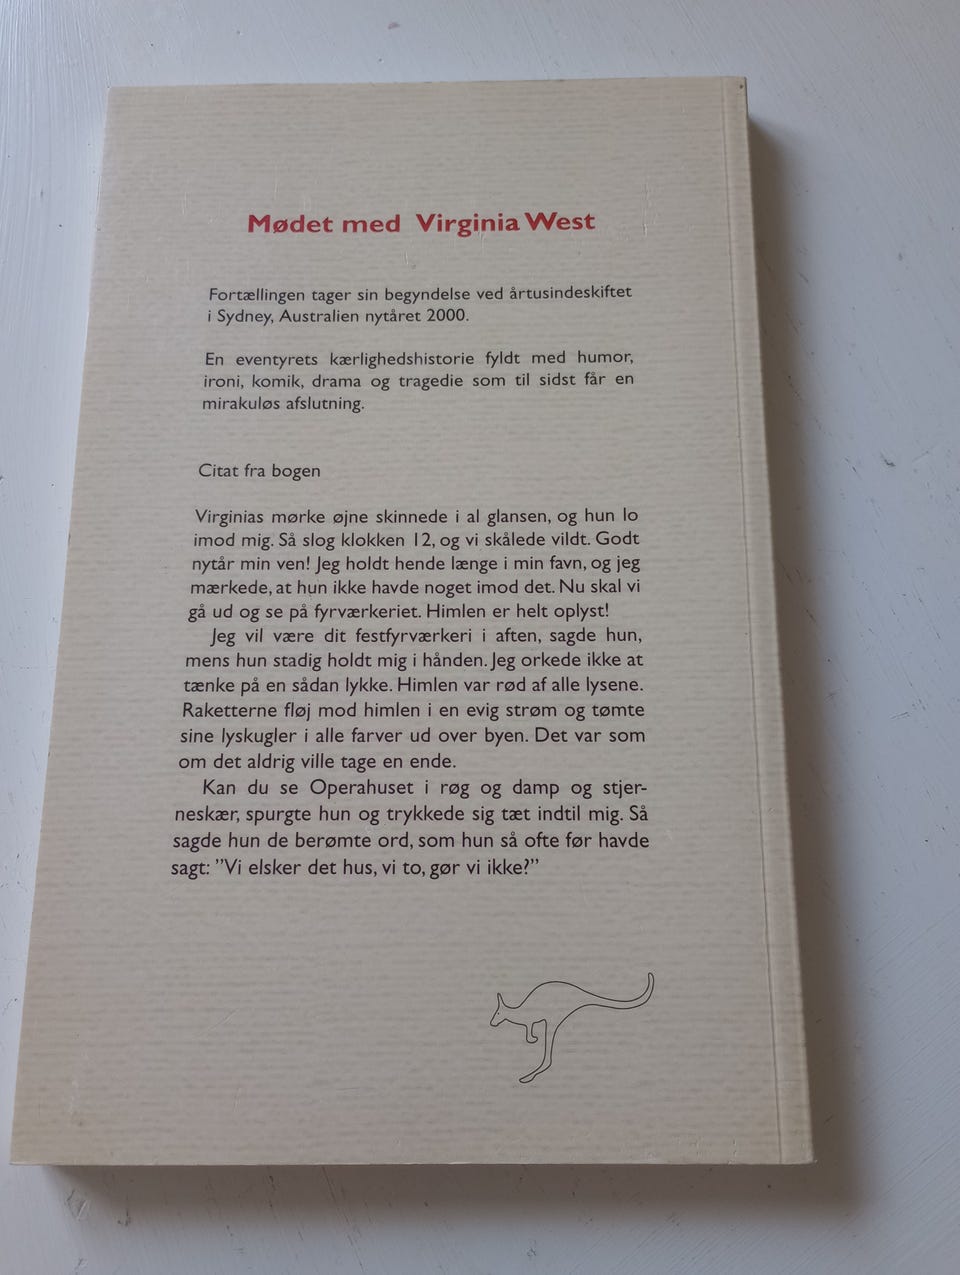 Mødet med Virginia West
Fortællingen tager sin begyndelse ved årtusindeskiftet
i Sydney, Australien nytåret 2000.
En eventyrets kærlighedshistorie fyldt med humor,
ironi, komik, drama og tragedie som til sidst får en
mirakuløs afslutning.
Citat fra bogen
Virginias mørke øjne skinnede i al glansen, og hun lo
imod mig. Så slog klokken 12, og vi skålede vildt. Godt
nytår min ven! Jeg holdt hende længe i min favn, og jeg
mærkede, at hun ikke havde noget imod det. Nu skal vi
gå ud og se på fyrværkeriet. Himlen er helt oplyst!
Jeg vil være dit festfyrværkeri i aften, sagde hun,
mens hun stadig holdt mig i hånden. Jeg orkede ikke at
tænke på en sådan lykke. Himlen var rød af alle lysene.
Raketterne fløj mod himlen i en evig strøm og tømte
sine lyskugler i alle farver ud over byen. Det var som
om det aldrig ville tage en ende.
Kan du se Operahuset i røg og damp og stjer-
neskær, spurgte hun og trykkede sig tæt indtil mig. Så
sagde hun de berømte ord, som hun så ofte før havde
sagt: ”Vi elsker det hus, vi to, gør vi ikke?”